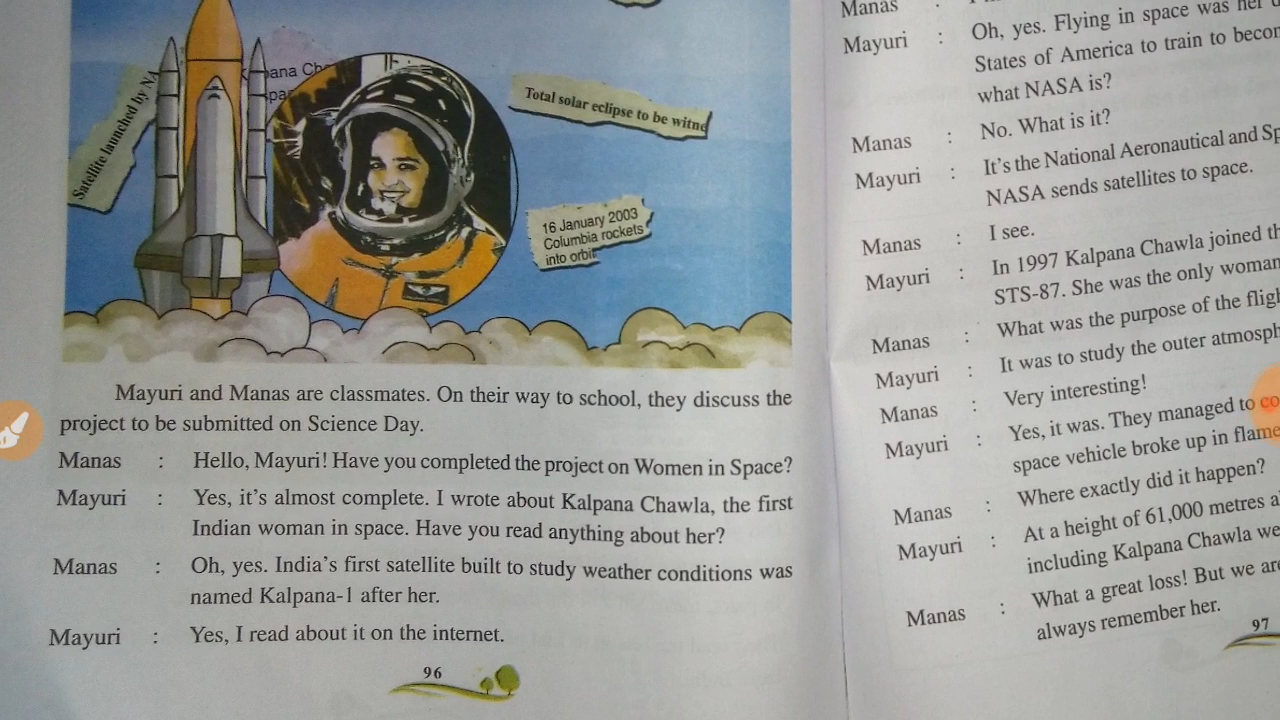 Satellite launched by NA
pana Ch
spa
Total solar eclipse to be witne
16 January 2003
Columbia rockets
into orbit
Mayuri and Manas are classmates. On their way to school, they discuss the
project to be submitted on Science Day.
Manas : Hello, Mayuri! Have you completed the project on Women in Space?
Mayuri : Yes, it's almost complete. I wrote about Kalpana Chawla, the first
Indian woman in space. Have you read anything about her?
Manas : Oh, yes. India's first satellite built to study weather conditions was
named Kalpana-1 after her.
Mayuri : Yes, I read about it on the internet.
96
Manas :
Mayuri : Oh, yes. Flying in space was her
States of America to train to becom
what NASA is?
Manas : No. What is it?
Mayuri : It's the National Aeronautical and Sp
NASA sends satellites to space.
Manas : I see.
Mayuri : In 1997 Kalpana Chawla joined th
STS-87. She was the only woman
Manas : What was the purpose of the fligh
Mayuri : It was to study the outer atmosph
Manas : Very interesting!
Mayuri : Yes, it was. They managed to co
space vehicle broke up in flame
Manas : Where exactly did it happen?
Mayuri : At a height of 61,000 metres a
including Kalpana Chawla we
Manas : What a great loss! But we are
always remember her.
97